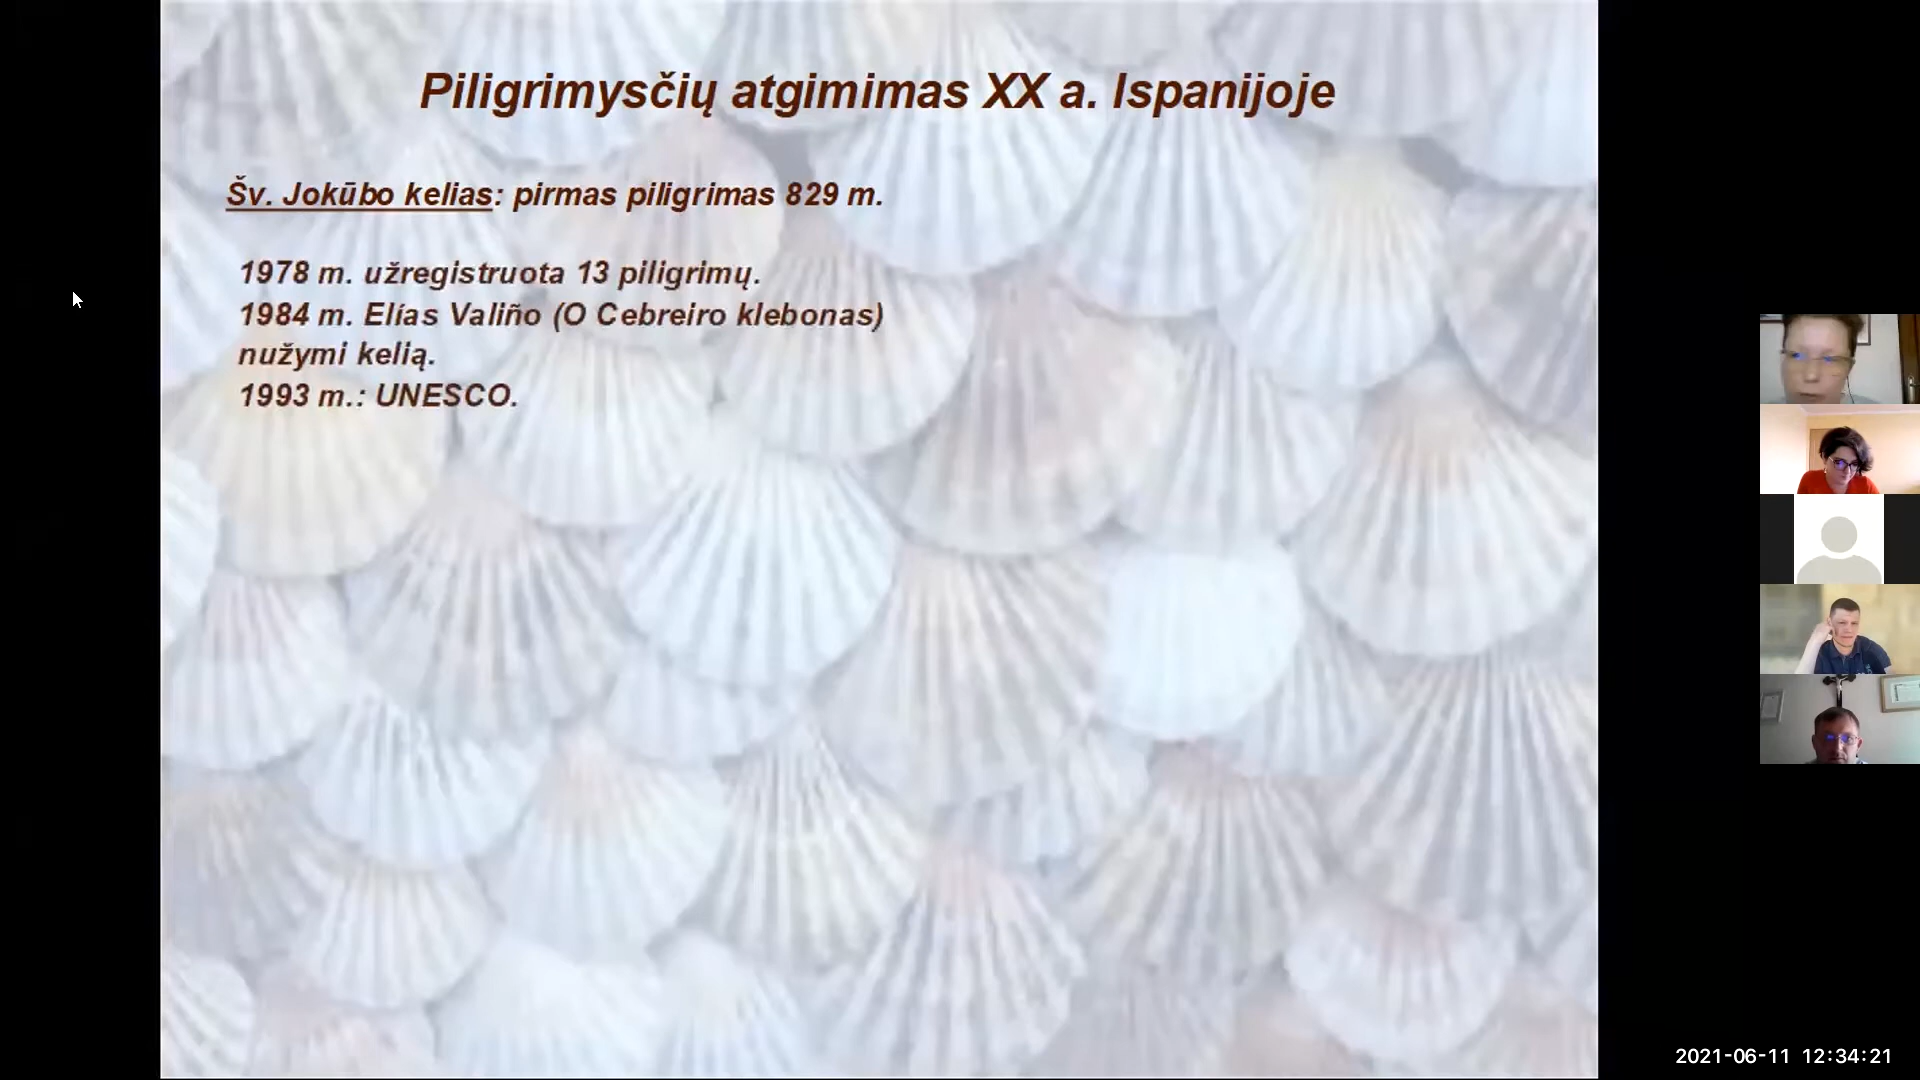 Piligrimysčių atgimimas XX a. Ispanijoje
Šv. Jokūbo kelias: pirmas piligrimas 829 m.
1978 m. užregistruota 13 piligrimų.
1984 m. Elías Valiño (O Cebreiro klebonas)
nužymi kelią.
1993 m.: UNESCO.
2021-06-11 12:34:21